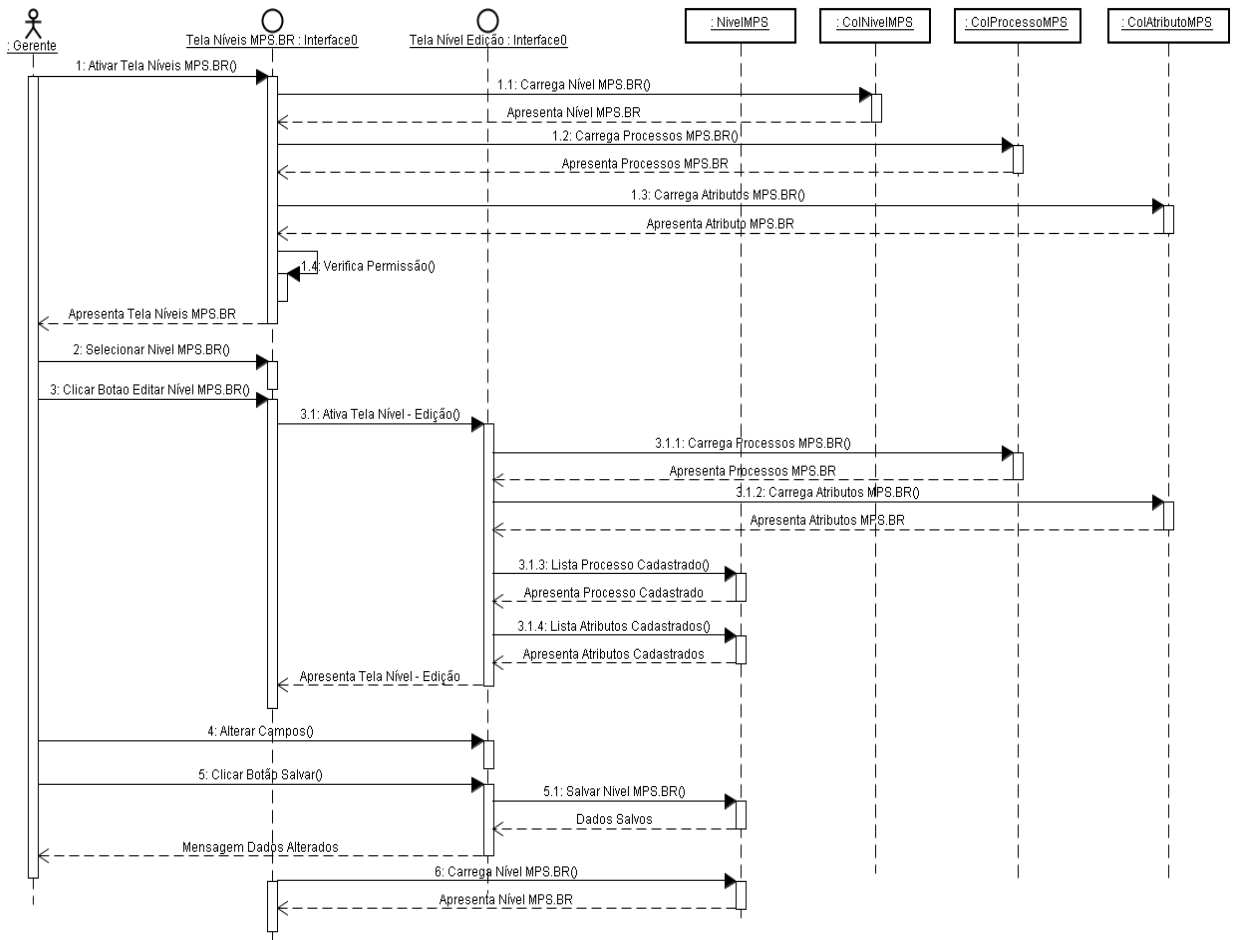 : Gerente
Tela Níveis MPS.BR : Interface0
Tela Nível Edição : Interface0
: NivelMPS
: ColNivelMPS
: ColProcessoMPS
: ColAtributoMPS
1: Ativar Tela Níveis MPS.BR()
1.1: Carrega Nível MPS.BR()
Apresenta Nível MPS.BR
1.2: Carrega Processos MPS.BR()
Apresenta Processos MPS.BR
1.3: Carrega Atributos MPS.BR()
Apresenta Atributo MPS.BR
1.4: Verifica Permissão()
Apresenta Tela Níveis MPS.BR
2: Selecionar Nivel MPS.BR()
3: Clicar Botao Editar Nível MPS.BR()
3.1: Ativa Tela Nível - Edição()
3.1.1: Carrega Processos MPS.BR()
Apresenta Processos MPS.BR
3.1.2: Carrega Atributos MPS.BR()
Apresenta Atributos MPS.BR
3.1.3: Lista Processo Cadastrado()
Apresenta Processo Cadastrado
3.1.4: Lista Atributos Cadastrados()
Apresenta Atributos Cadastrados
Apresenta Tela Nível - Edição
4: Alterar Campos()
5: Clicar Botão Salvar()
5.1: Salvar Nivel MPS.BR()
Dados Salvos
Mensagem Dados Alterados
6: Carrega Nível MPS.BR()
Apresenta Nível MPS.BR